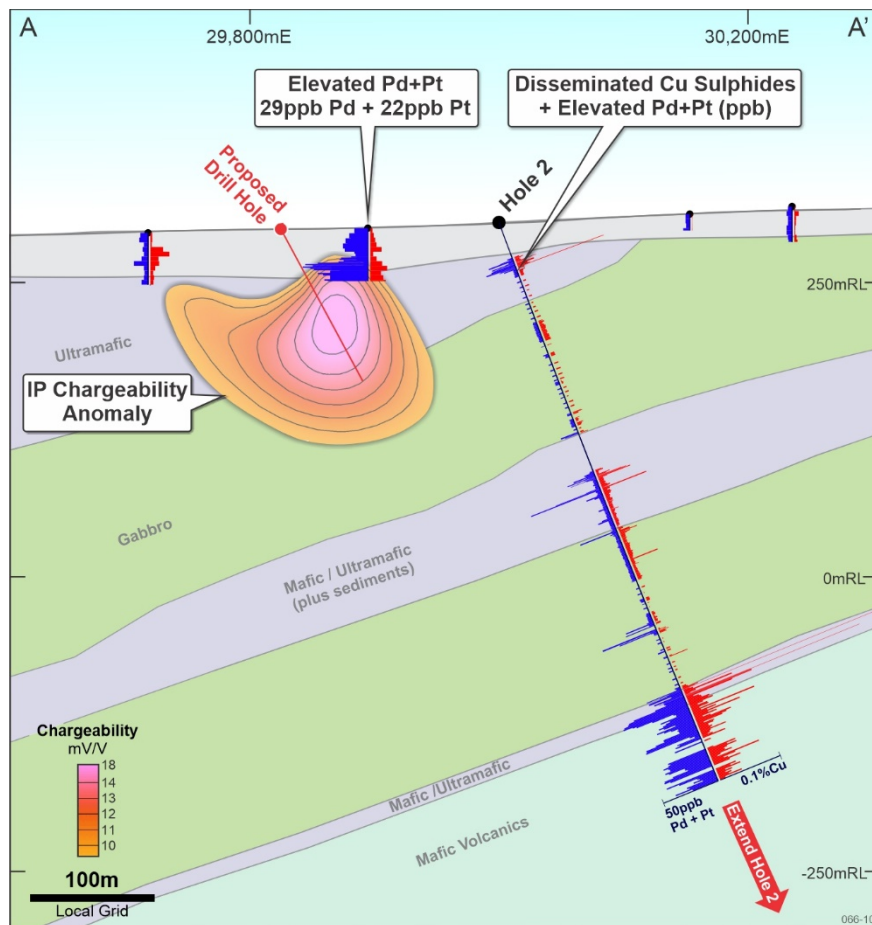 A
29,800mE
30,200mE
A’
Elevated Pd+Pt
29ppb Pd + 22ppb Pt
Disseminated Cu Sulphides
+ Elevated Pd+Pt (ppb)
Proposed
Drill Hole
Hole 2
250mRL
Ultramafic
IP Chargeability
Anomaly
Gabbro
Mafic / Ultramafic
(plus sediments)
0mRL
Chargeability
mV/V
18
14
13
12
11
10
Mafic /Ultramafic
Mafic Volcanics
0.1%Cu
50ppb
Pd + Pt
Extend Hole 2
-250mRL
100m
Local Grid
066-10